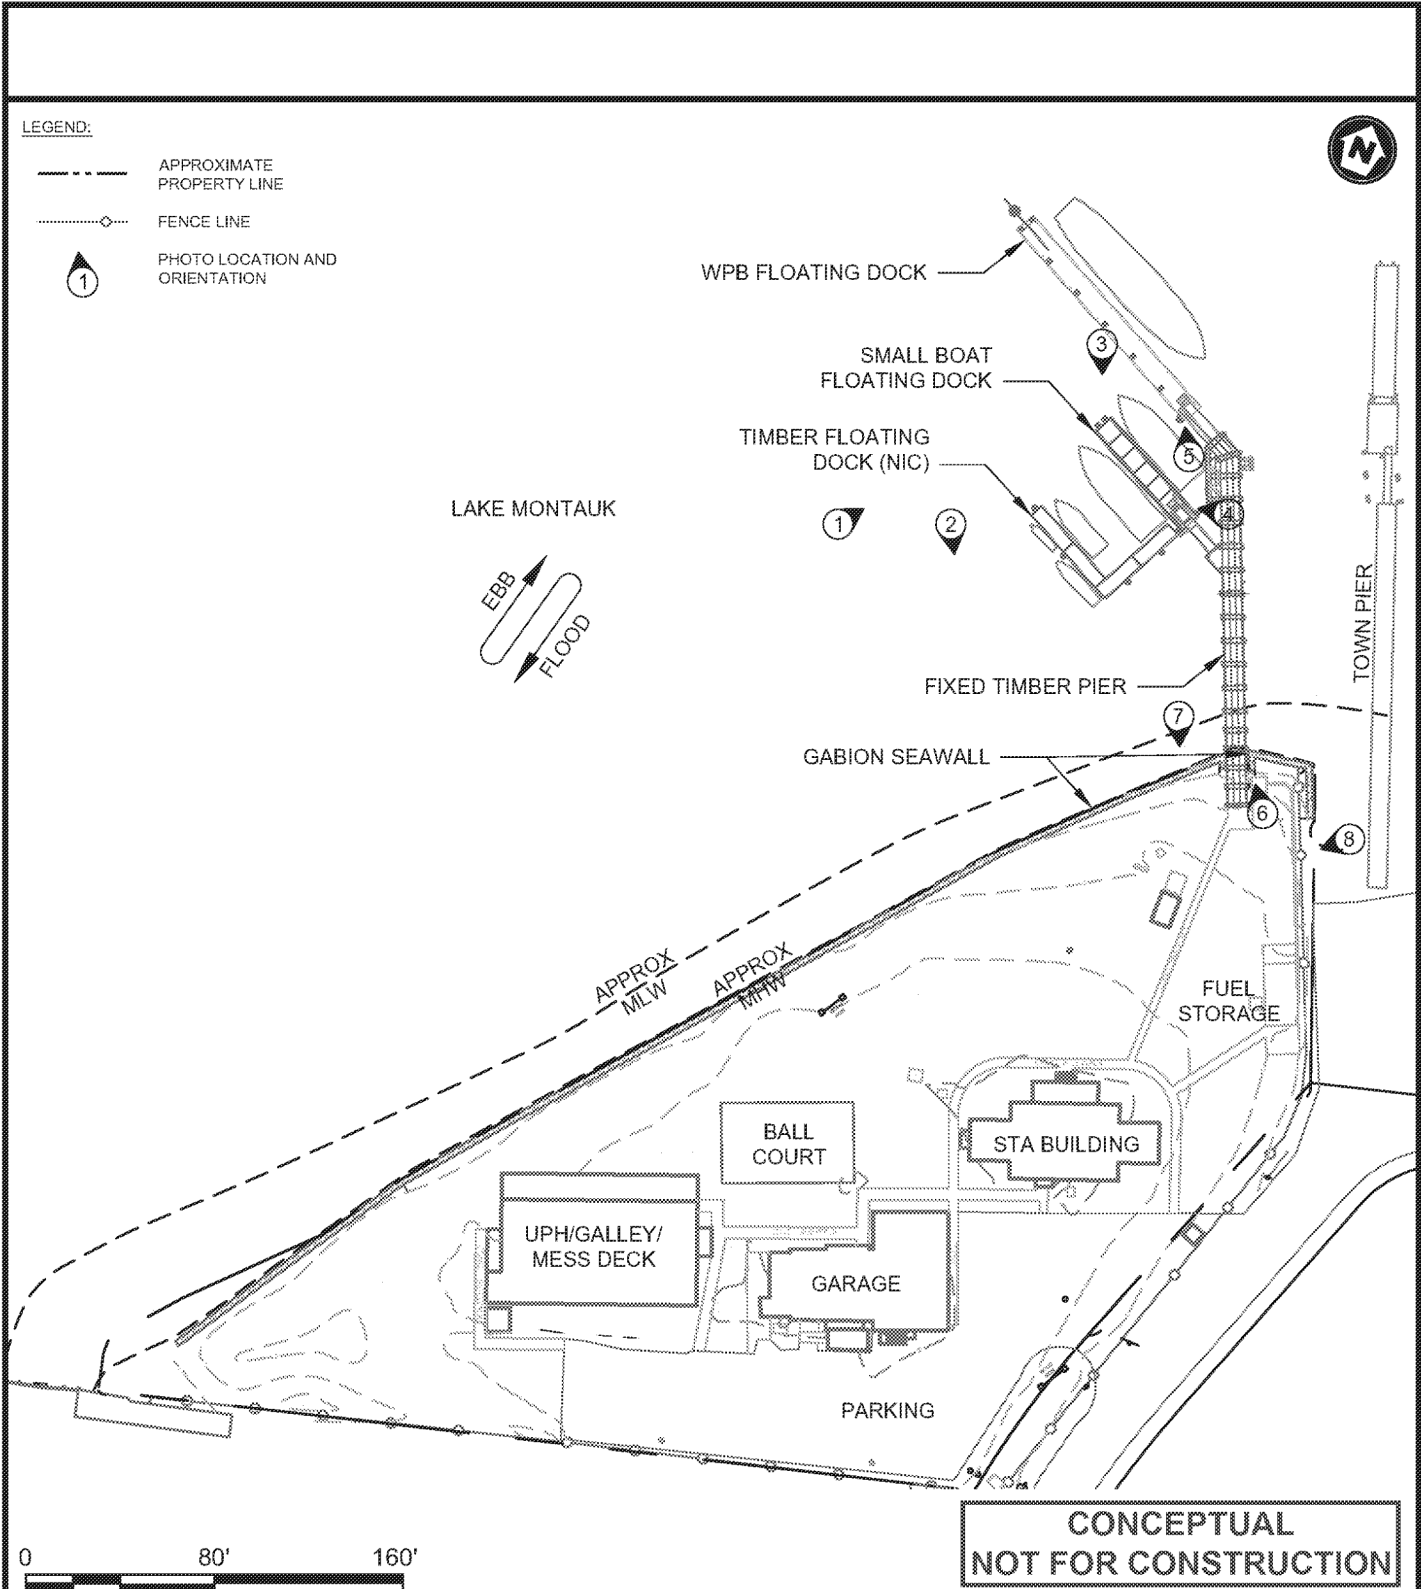 LEGEND:
APPROXIMATE
PROPERTY LINE
FENCE LINE
1
PHOTO LOCATION AND
ORIENTATION
N
WPB FLOATING DOCK
3
SMALL BOAT
FLOATING DOCK
TIMBER FLOATING
DOCK (NIC)
5
LAKE MONTAUK
1
2
4
EBB
FLOOD
TOWN PIER
FIXED TIMBER PIER
7
GABION SEAWALL
6
8
APPROX
MLW
APPROX
MHW
FUEL
STORAGE
BALL
COURT
STA BUILDING
UPH/GALLEY/
MESS DECK
GARAGE
PARKING
CONCEPTUAL
NOT FOR CONSTRUCTION
0 80' 160'